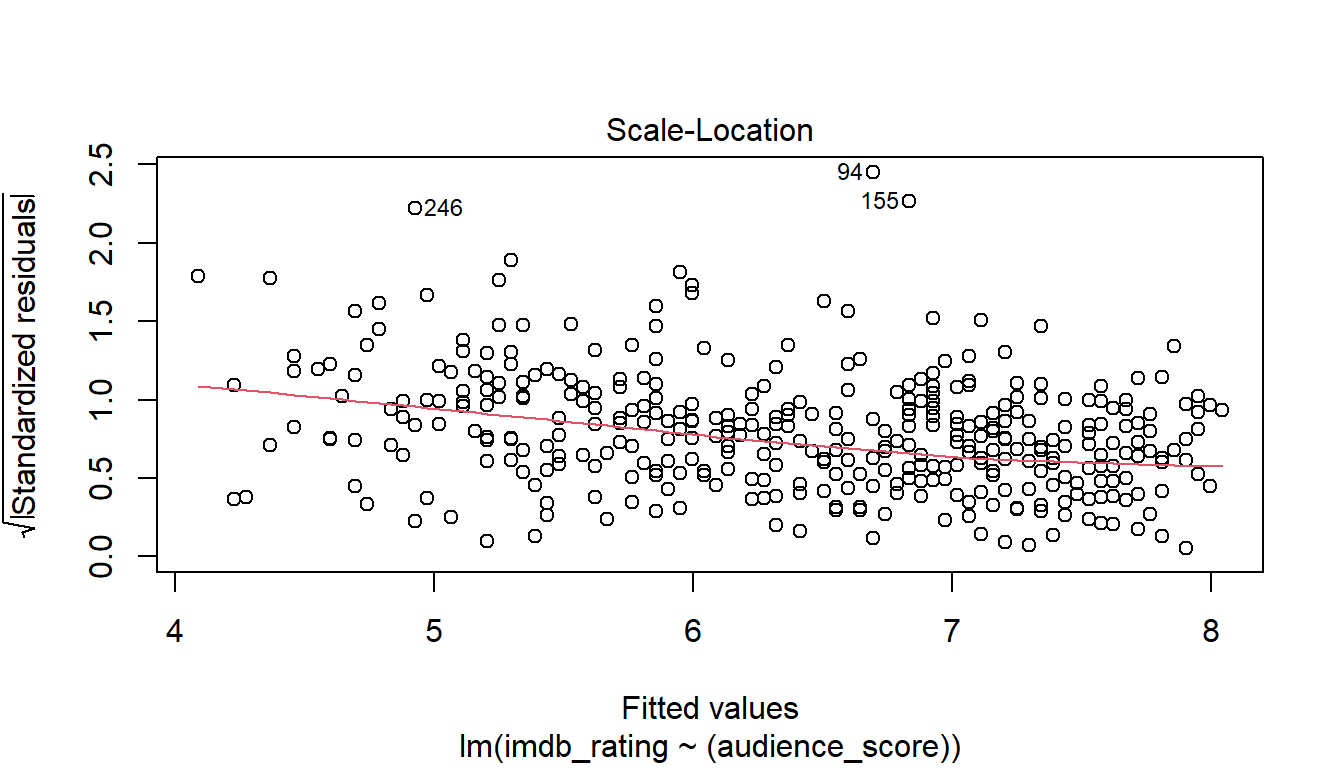 Scale-Location
√|Standardized residuals|
2.5
2.0
1.5
1.0
0.5
0.0
94
155
246
4 5 6 7 8
Fitted values
lm(imdb_rating ~ (audience_score))